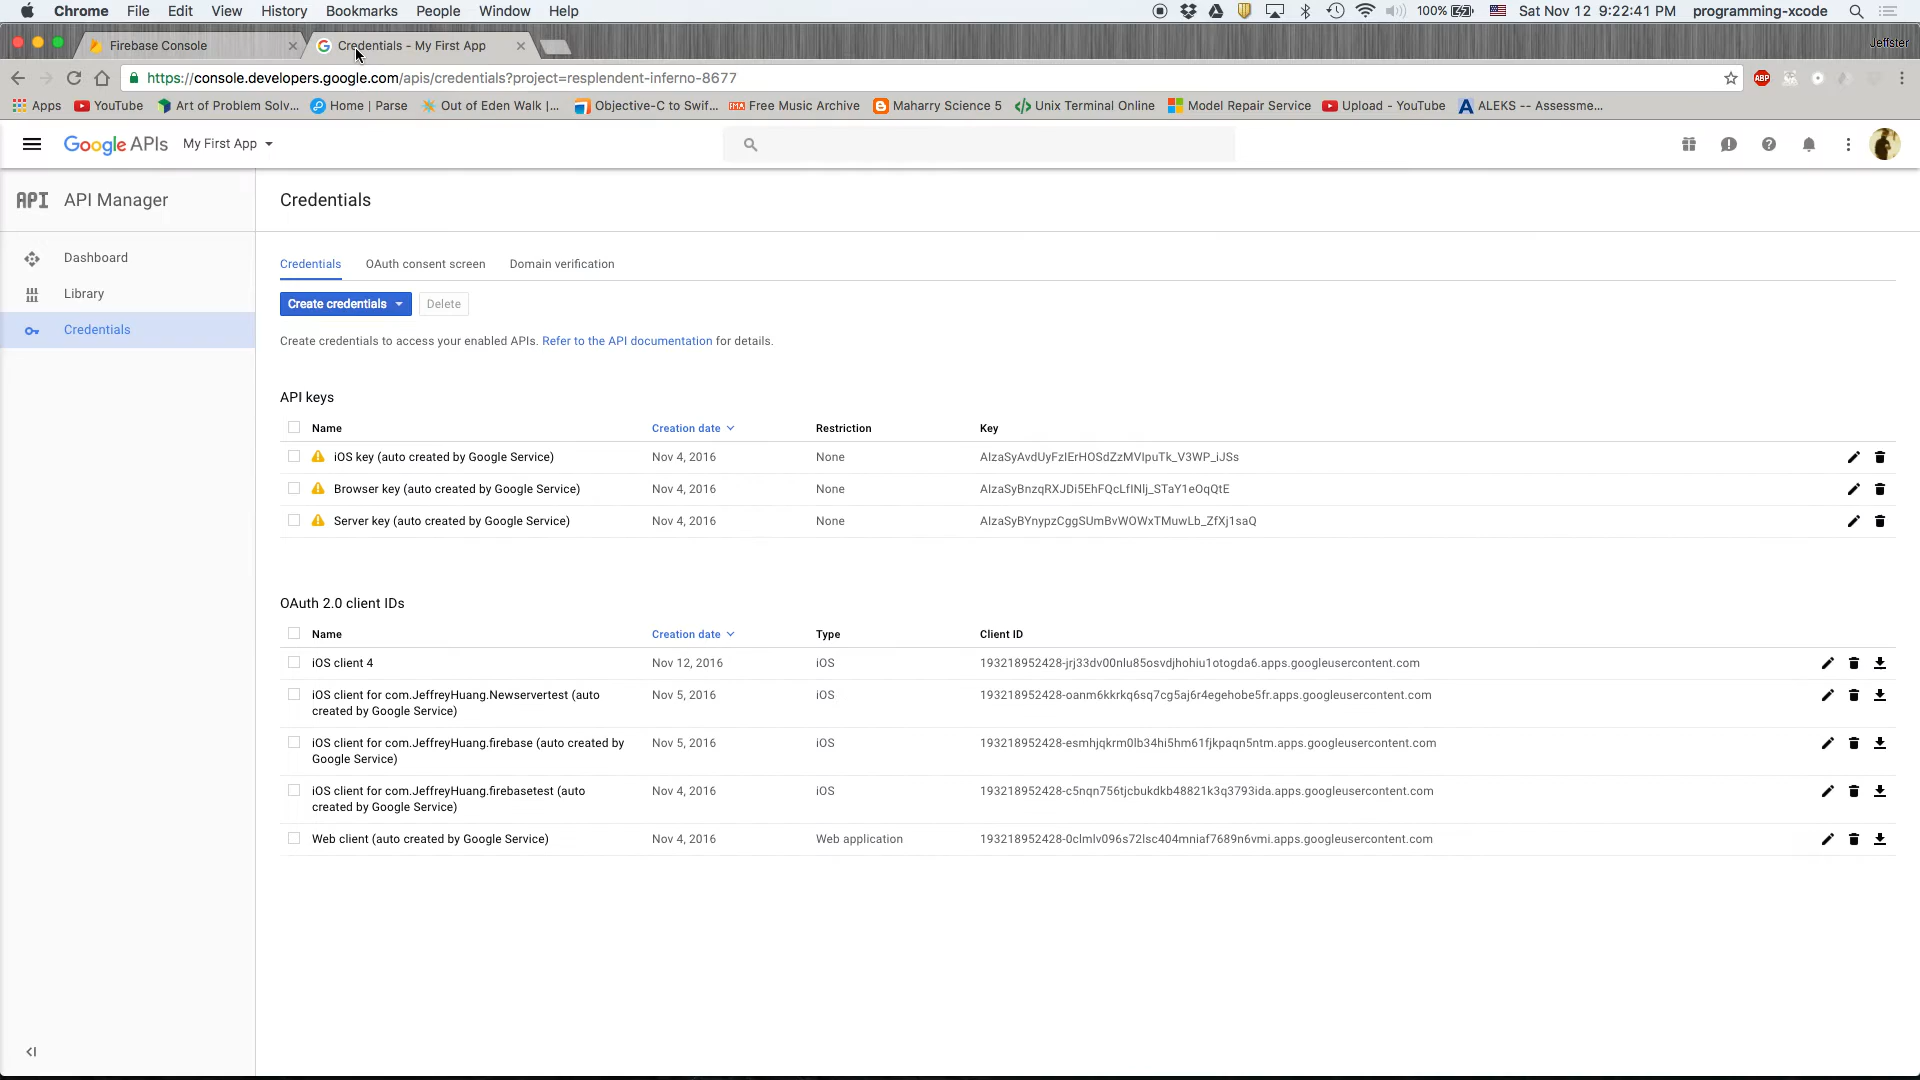 Chrome File Edit View History Bookmarks People Window Help 100% Sat Nov 12 9:22:41 PM programming-xcode
Firebase Console Credentials - My First App Jeffster
https://console.developers.google.com/apis/credentials?project=resplendent-inferno-8677 ABP
Apps YouTube Art of Problem Solv... Home | Parse Out of Eden Walk |... Objective-C to Swif... FMA Free Music Archive Maharry Science 5 Unix Terminal Online Model Repair Service Upload - YouTube ALEKS -- Assessme...
Google APIs My First App
API API Manager Credentials
Dashboard
Library
Credentials
Credentials OAuth consent screen Domain verification
Create credentials Delete
Create credentials to access your enabled APIs. Refer to the API documentation for details.
API keys
Name Creation date Restriction Key
iOS key (auto created by Google Service) Nov 4, 2016 None AIzaSyAvdUyFzIErHOSdZzMVlpuTk_V3WP_iJSs
Browser key (auto created by Google Service) Nov 4, 2016 None AIzaSyBnzqRXJDi5EhFQcLfINlj_STaY1eOqQtE
Server key (auto created by Google Service) Nov 4, 2016 None AIzaSyBYnypzCggSUmBvWOWxTMuwLb_ZfXj1saQ
OAuth 2.0 client IDs
Name Creation date Type Client ID
iOS client 4 Nov 12, 2016 iOS 193218952428-jrj33dv00nlu85osvdjhohiu1otogda6.apps.googleusercontent.com
iOS client for com.JeffreyHuang.Newservertest (auto created by Google Service) Nov 5, 2016 iOS 193218952428-oanm6kkrkq6sq7cg5aj6r4egehobe5fr.apps.googleusercontent.com
iOS client for com.JeffreyHuang.firebase (auto created by Google Service) Nov 5, 2016 iOS 193218952428-esmhjqkrm0lb34hi5hm61fjkpaqn5ntm.apps.googleusercontent.com
iOS client for com.JeffreyHuang.firebasetest (auto created by Google Service) Nov 4, 2016 iOS 193218952428-c5nqn756tjcbukdkb48821k3q3793ida.apps.googleusercontent.com
Web client (auto created by Google Service) Nov 4, 2016 Web application 193218952428-0clmlv096s72lsc404mniaf7689n6vmi.apps.googleusercontent.com